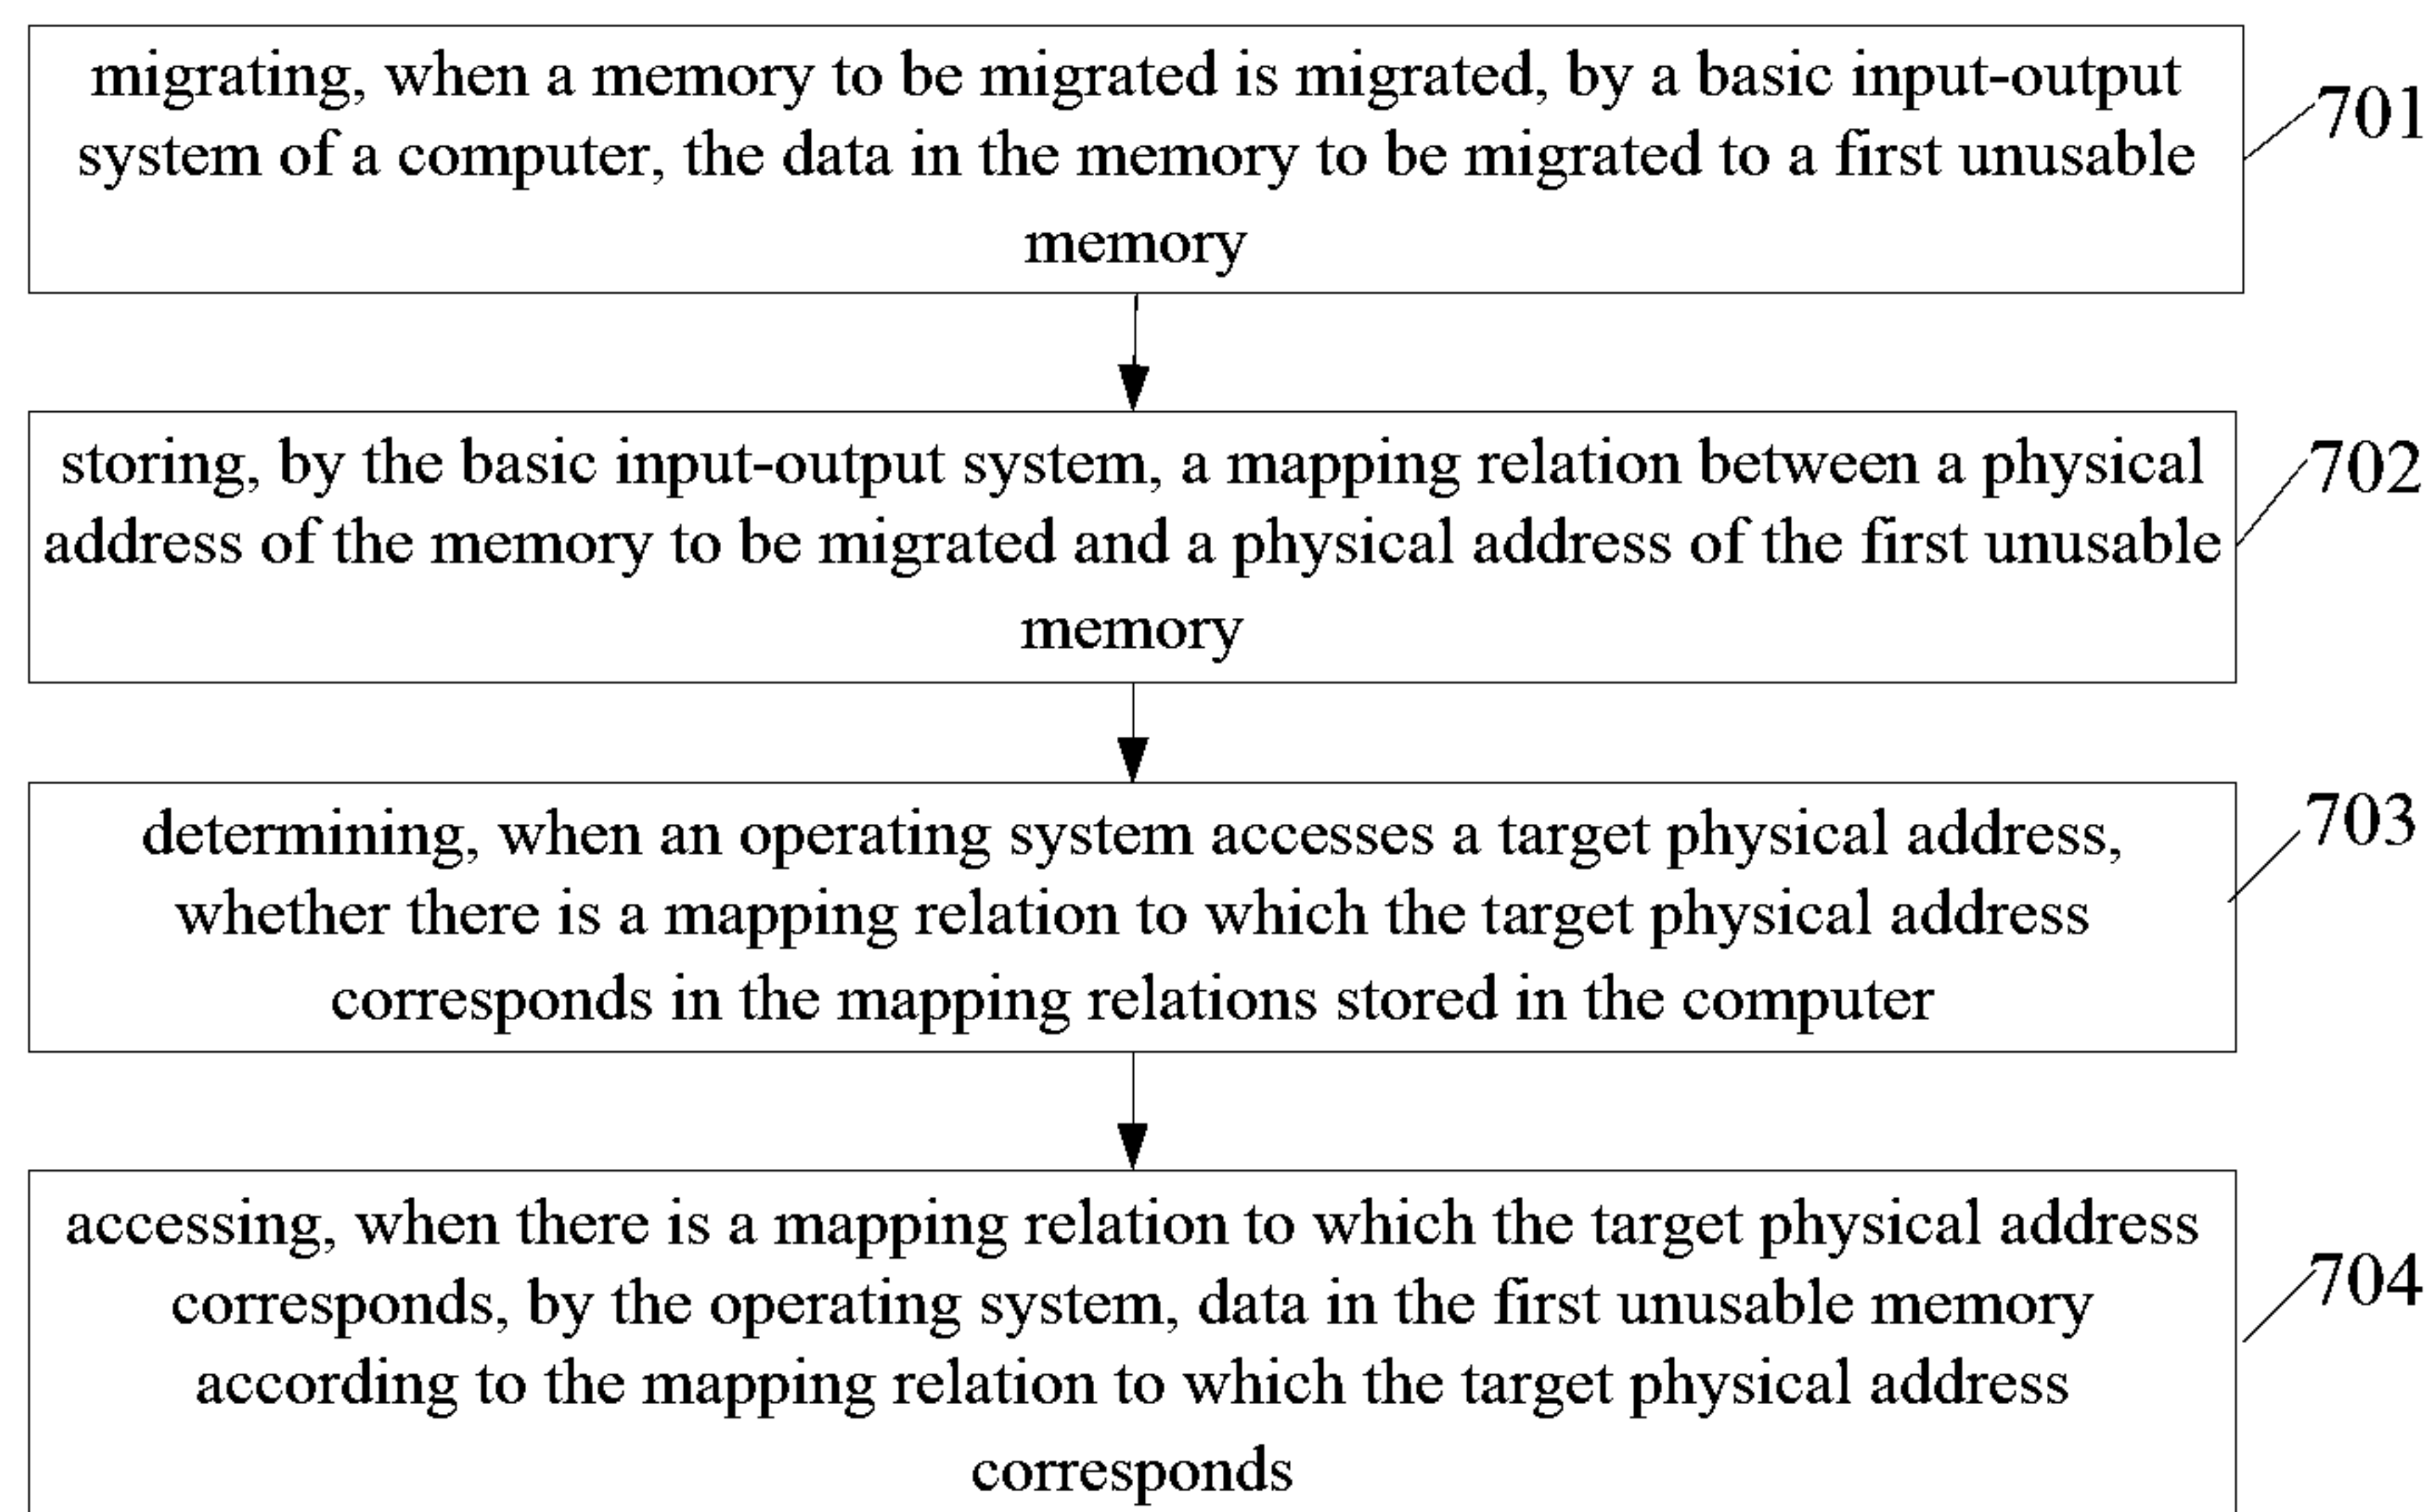 migrating, when a memory to be migrated is migrated, by a basic input-output
system of a computer, the data in the memory to be migrated to a first unusable
memory
701
storing, by the basic input-output system, a mapping relation between a physical
address of the memory to be migrated and a physical address of the first unusable
memory
702
determining, when an operating system accesses a target physical address,
whether there is a mapping relation to which the target physical address
corresponds in the mapping relations stored in the computer
703
accessing, when there is a mapping relation to which the target physical address
corresponds, by the operating system, data in the first unusable memory
according to the mapping relation to which the target physical address
corresponds
704